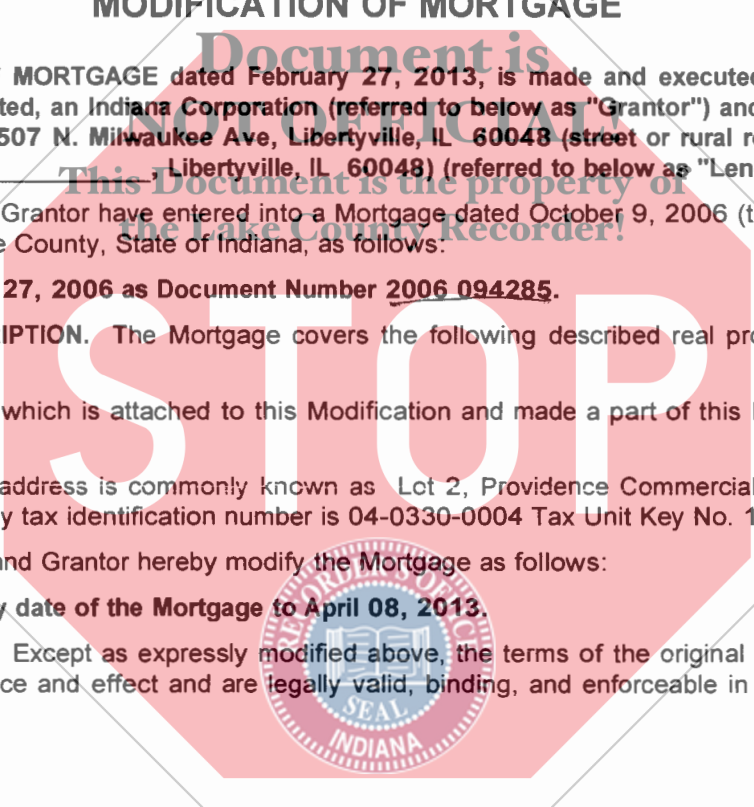 MODIFICATION OF MORTGAGE
Document is
MORTGAGE dated February 27, 2013, is made and executed
ted, an Indiana Corporation (referred to below as "Grantor") and
NOT OFFICIAL
507 N. Milwaukee Ave, Libertyville, IL 60048 (street or rural r
, Libertyville, IL 60048) (referred to below as "Len
This Document is the property of
Grantor have entered into a Mortgage dated October 9, 2006 (t
the Lake County Recorder!
e County, State of Indiana, as follows:
27, 2006 as Document Number 2006 094285.
IPTION. The Mortgage covers the following described real pro
STOP
which is attached to this Modification and made a part of this
address is commonly known as Lct 2, Providence Commercial
y tax identification number is 04-0330-0004 Tax Unit Key No. 1
and Grantor hereby modify the Mortgage as follows:
y date of the Mortgage to April 08, 2013.
Except as expressly modified above, the terms of the original
ce and effect and are legally valid, binding, and enforceable in
SEAL
INDIANA